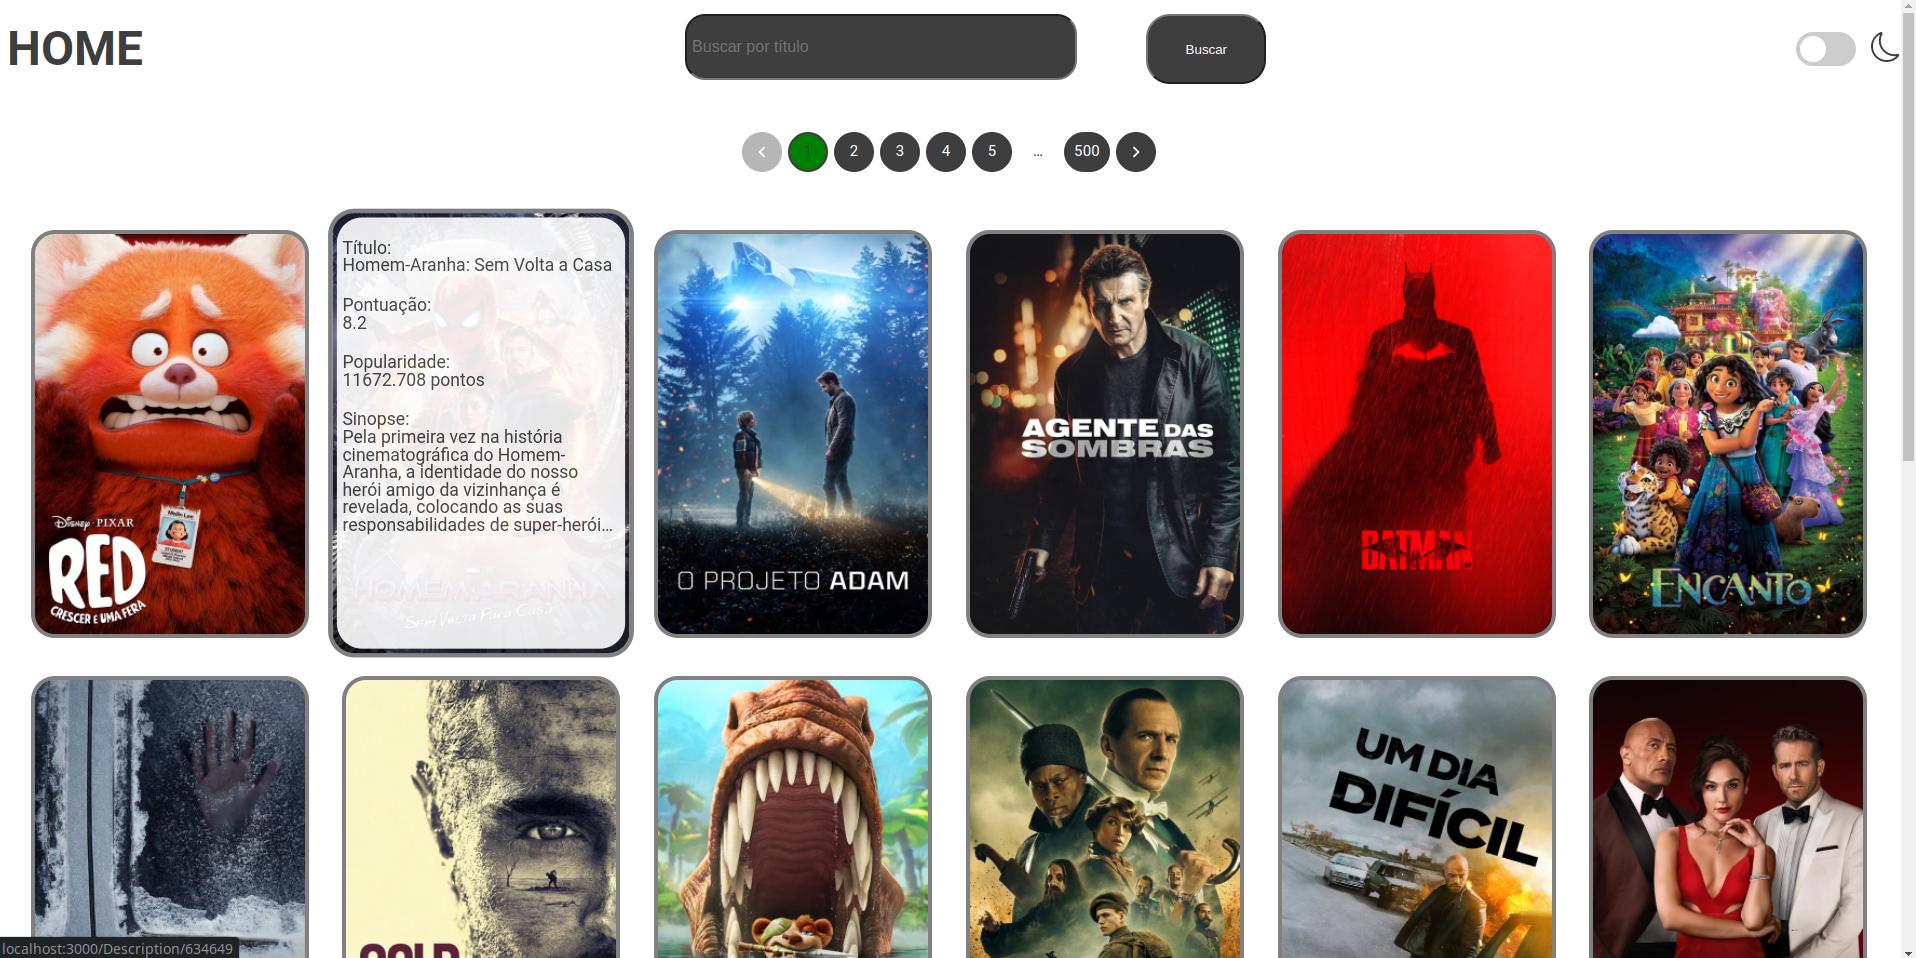 HOME
Buscar por título
Buscar
1
2
3
4
5
...
500
Título:
Homem-Aranha: Sem Volta a Casa
Pontuação:
8.2
Popularidade:
11672.708 pontos
Sinopse:
Pela primeira vez na história
cinematográfica do Homem-
Aranha, a identidade do nosso
herói amigo da vizinhança é
revelada, colocando as suas
responsabilidades de super-herói...
HOMEM-ARANHA
Sem Volta Para Casa
Disney · PIXAR
RED
CRESCER É UMA FERA
Meilin Lee
STUDENT
O PROJETO ADAM
AGENTE DAS
SOMBRAS
BATMAN
ENCANTO
UM DIA
DIFÍCIL
localhost:3000/Description/634649